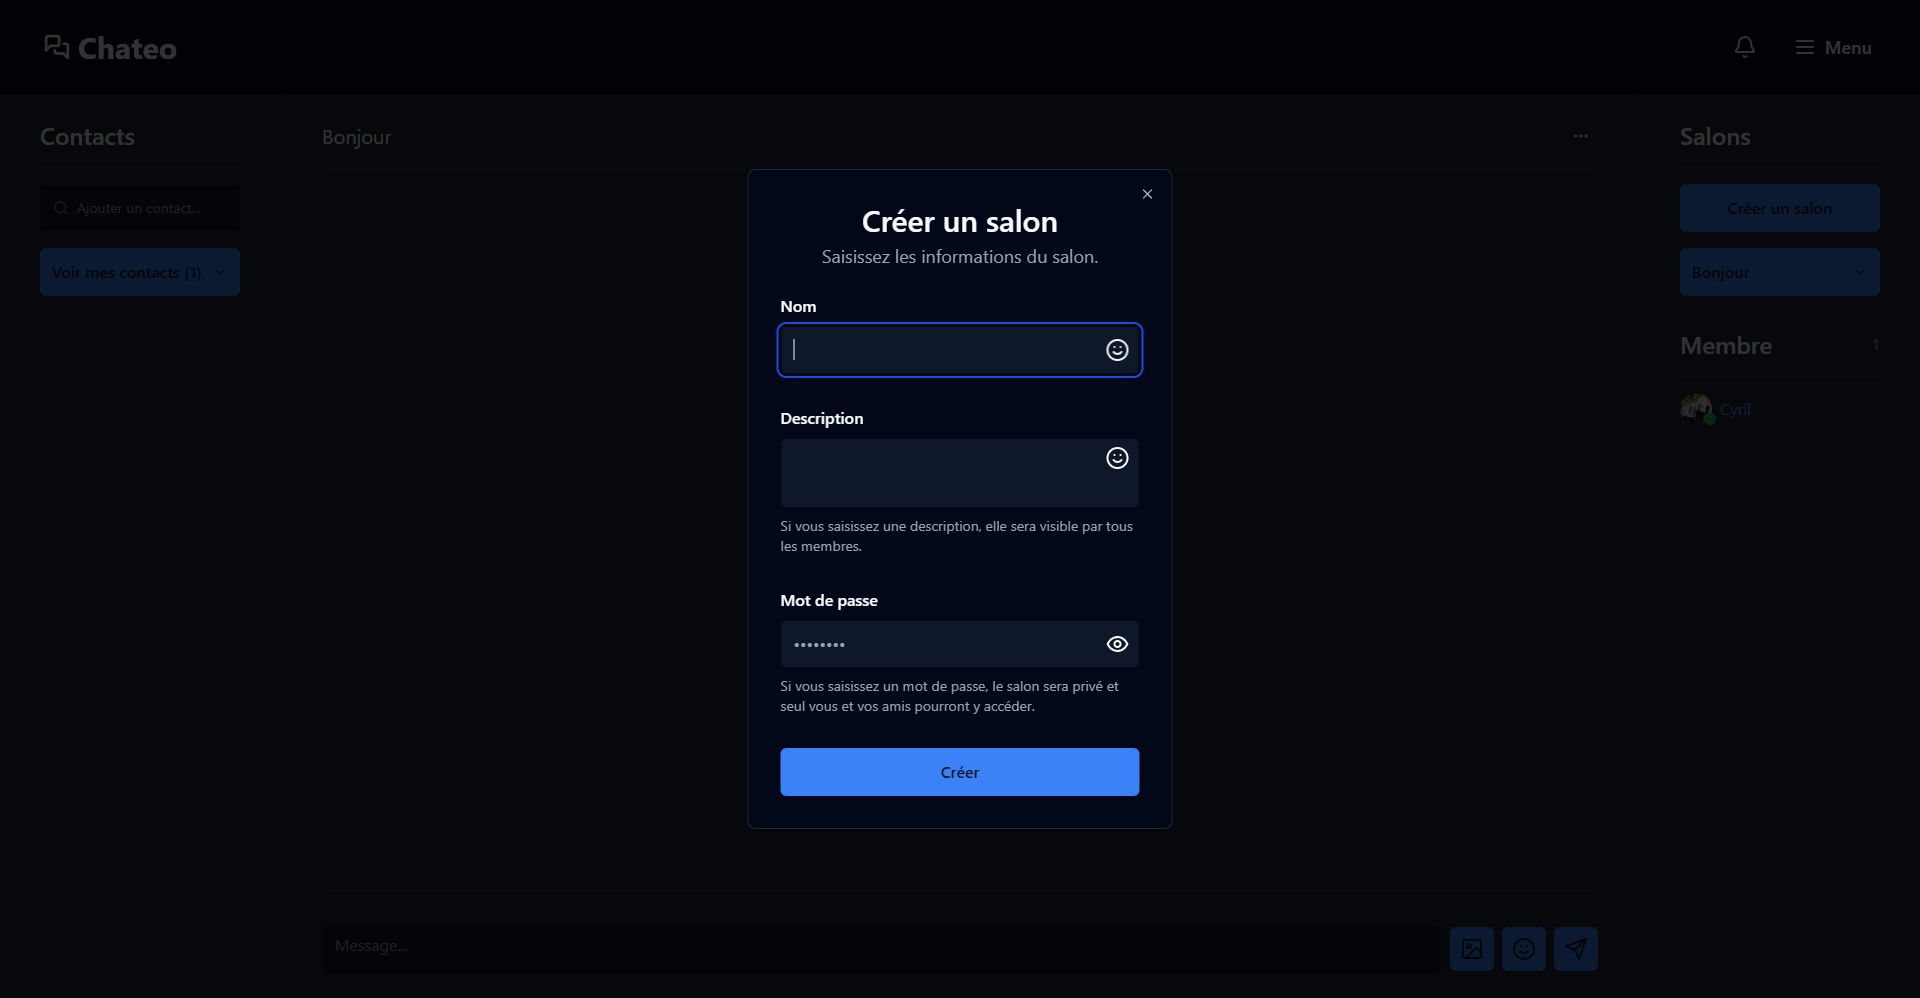 Chateo
Menu
Contacts
Ajouter un contact...
Voir mes contacts (1)
Bonjour
Salons
Créer un salon
Bonjour
Membre 1
Cyril
Créer un salon
Saisissez les informations du salon.
Nom
Description
Si vous saisissez une description, elle sera visible par tous
les membres.
Mot de passe
••••••••
Si vous saisissez un mot de passe, le salon sera privé et
seul vous et vos amis pourront y accéder.
Créer
Message...